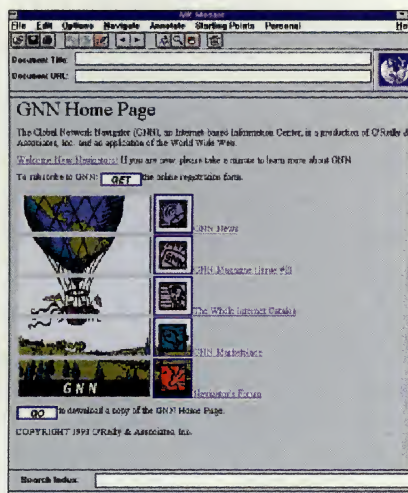 File Edit Options Navigate Annotate Starting Points Personal
Document Title:
Document URL:
GNN Home Page
The Global Network Navigator (GNN), an Internet-based Information Center, is a production of O'Reilly &
Associates, Inc. and an application of the World Wide Web.
Welcome New Navigators! If you are new please take a minute to learn more about GNN
To subscribe to GNN: GET the online registration form.
GNN News
GNN Magazine
The Whole Internet Catalog
GNN Marketplace
Navigator's Forum
GNN
GO to download a copy of the GNN Home Page.
COPYRIGHT 1993 O'Reilly & Associates, Inc.
Search Index: